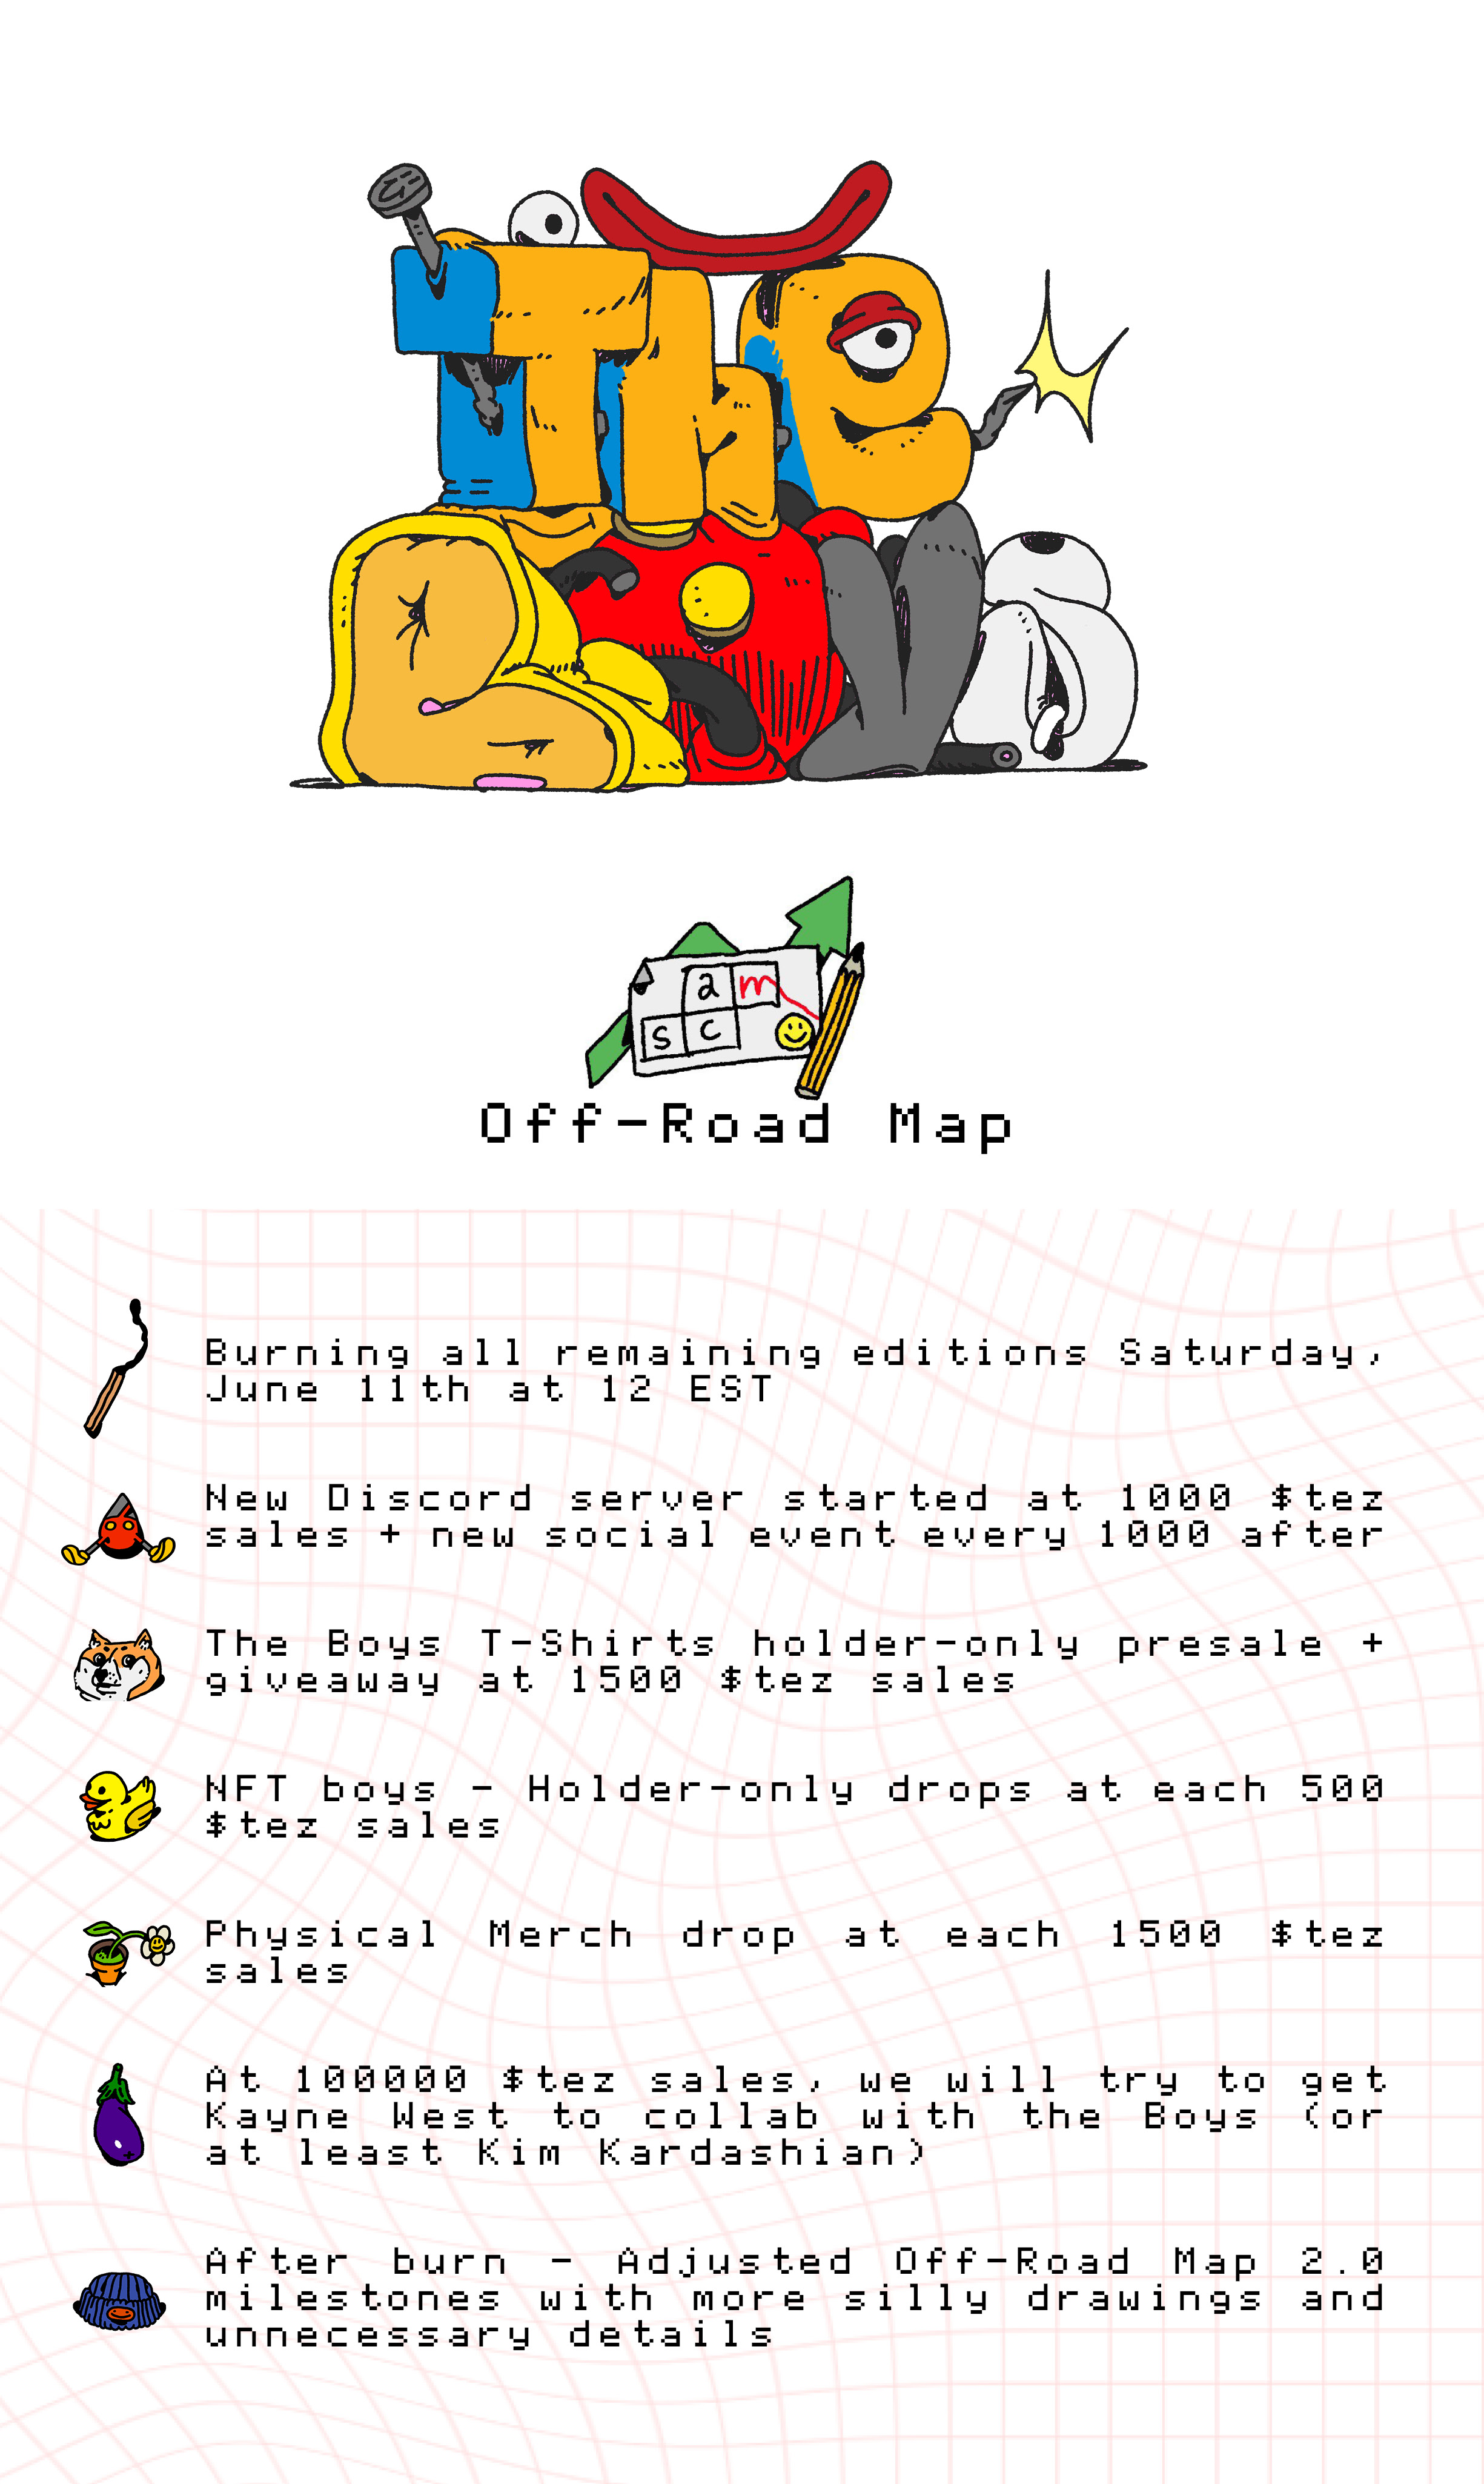 The
BOYS
a m
s c
Off-Road Map
Burning all remaining editions Saturday,
June 11th at 12 EST
New Discord server started at 1000 $tez
sales + new social event every 1000 after
The Boys T-Shirts holder-only presale +
giveaway at 1500 $tez sales
NFT boys - Holder-only drops at each 500
$tez sales
Physical Merch drop at each 1500 $tez
sales
At 100000 $tez sales, we will try to get
Kayne West to collab with the Boys (or
at least Kim Kardashian)
After burn - Adjusted Off-Road Map 2.0
milestones with more silly drawings and
unnecessary details